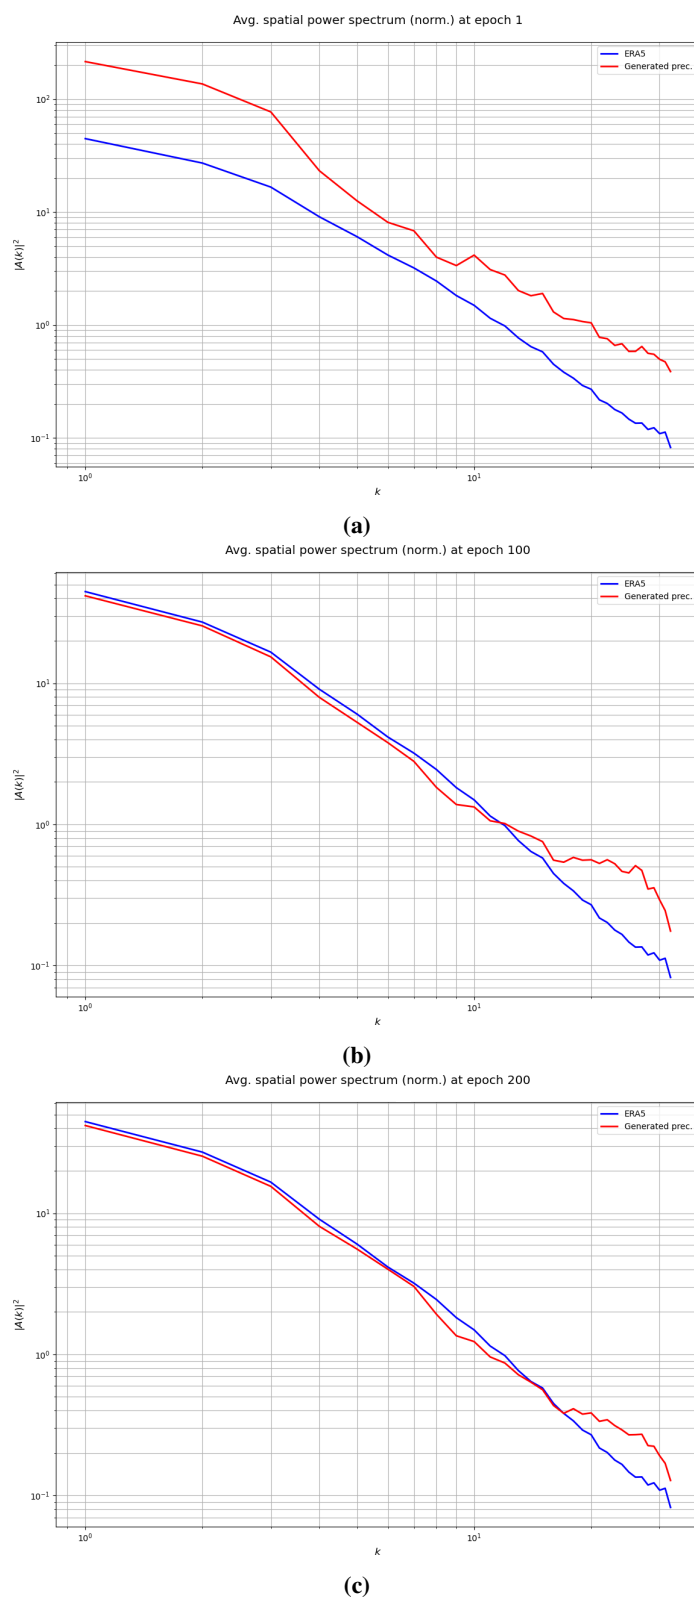 Avg. spatial power spectrum (norm.) at epoch 1
ERA5
Generated prec.
10²
10¹
10⁰
10⁻¹
|A(k)|²
10⁰ 10¹
k
(a)
Avg. spatial power spectrum (norm.) at epoch 100
ERA5
Generated prec.
10¹
10⁰
10⁻¹
|A(k)|²
10⁰ 10¹
k
(b)
Avg. spatial power spectrum (norm.) at epoch 200
ERA5
Generated prec.
10¹
10⁰
10⁻¹
|A(k)|²
10⁰ 10¹
k
(c)